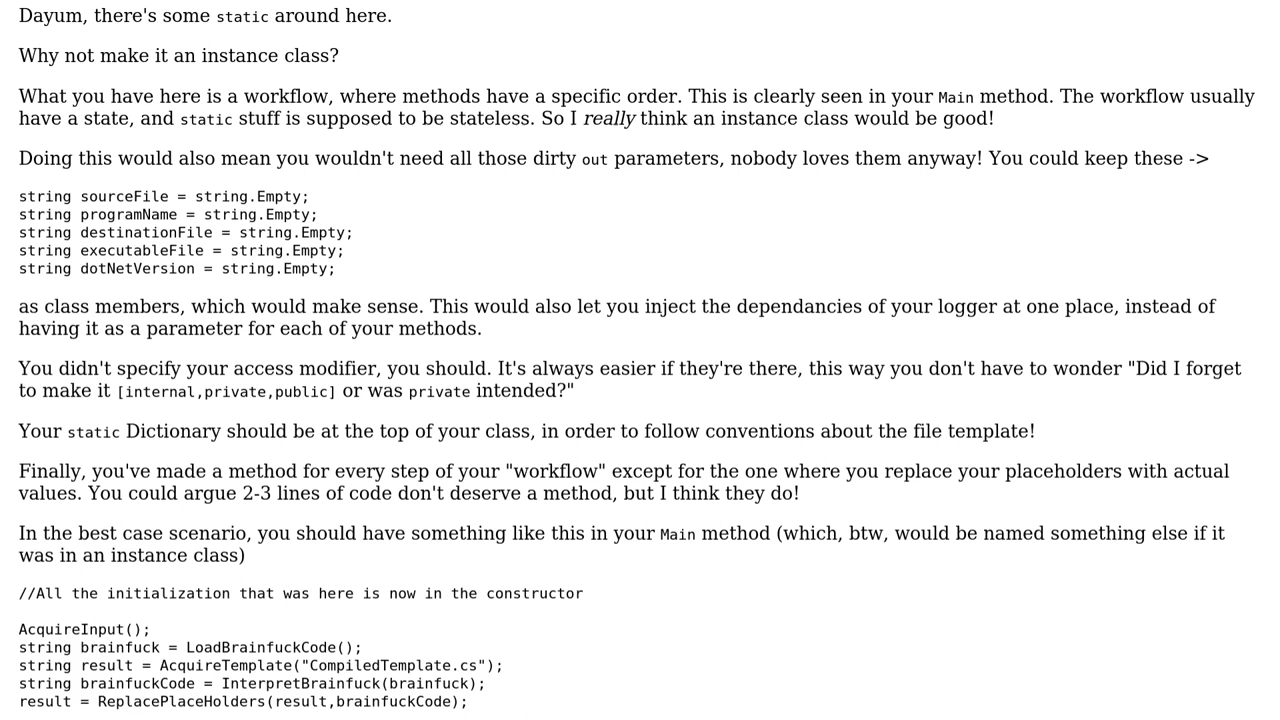 Dayum, there's some static around here.
Why not make it an instance class?
What you have here is a workflow, where methods have a specific order. This is clearly seen in your Main method. The workflow usually
have a state, and static stuff is supposed to be stateless. So I really think an instance class would be good!
Doing this would also mean you wouldn't need all those dirty out parameters, nobody loves them anyway! You could keep these ->
string sourceFile = string.Empty;
string programName = string.Empty;
string destinationFile = string.Empty;
string executableFile = string.Empty;
string dotNetVersion = string.Empty;
as class members, which would make sense. This would also let you inject the dependancies of your logger at one place, instead of
having it as a parameter for each of your methods.
You didn't specify your access modifier, you should. It's always easier if they're there, this way you don't have to wonder "Did I forget
to make it [internal,private,public] or was private intended?"
Your static Dictionary should be at the top of your class, in order to follow conventions about the file template!
Finally, you've made a method for every step of your "workflow" except for the one where you replace your placeholders with actual
values. You could argue 2-3 lines of code don't deserve a method, but I think they do!
In the best case scenario, you should have something like this in your Main method (which, btw, would be named something else if it
was in an instance class)
//All the initialization that was here is now in the constructor
AcquireInput();
string brainfuck = LoadBrainfuckCode();
string result = AcquireTemplate("CompiledTemplate.cs");
string brainfuckCode = InterpretBrainfuck(brainfuck);
result = ReplacePlaceHolders(result,brainfuckCode);